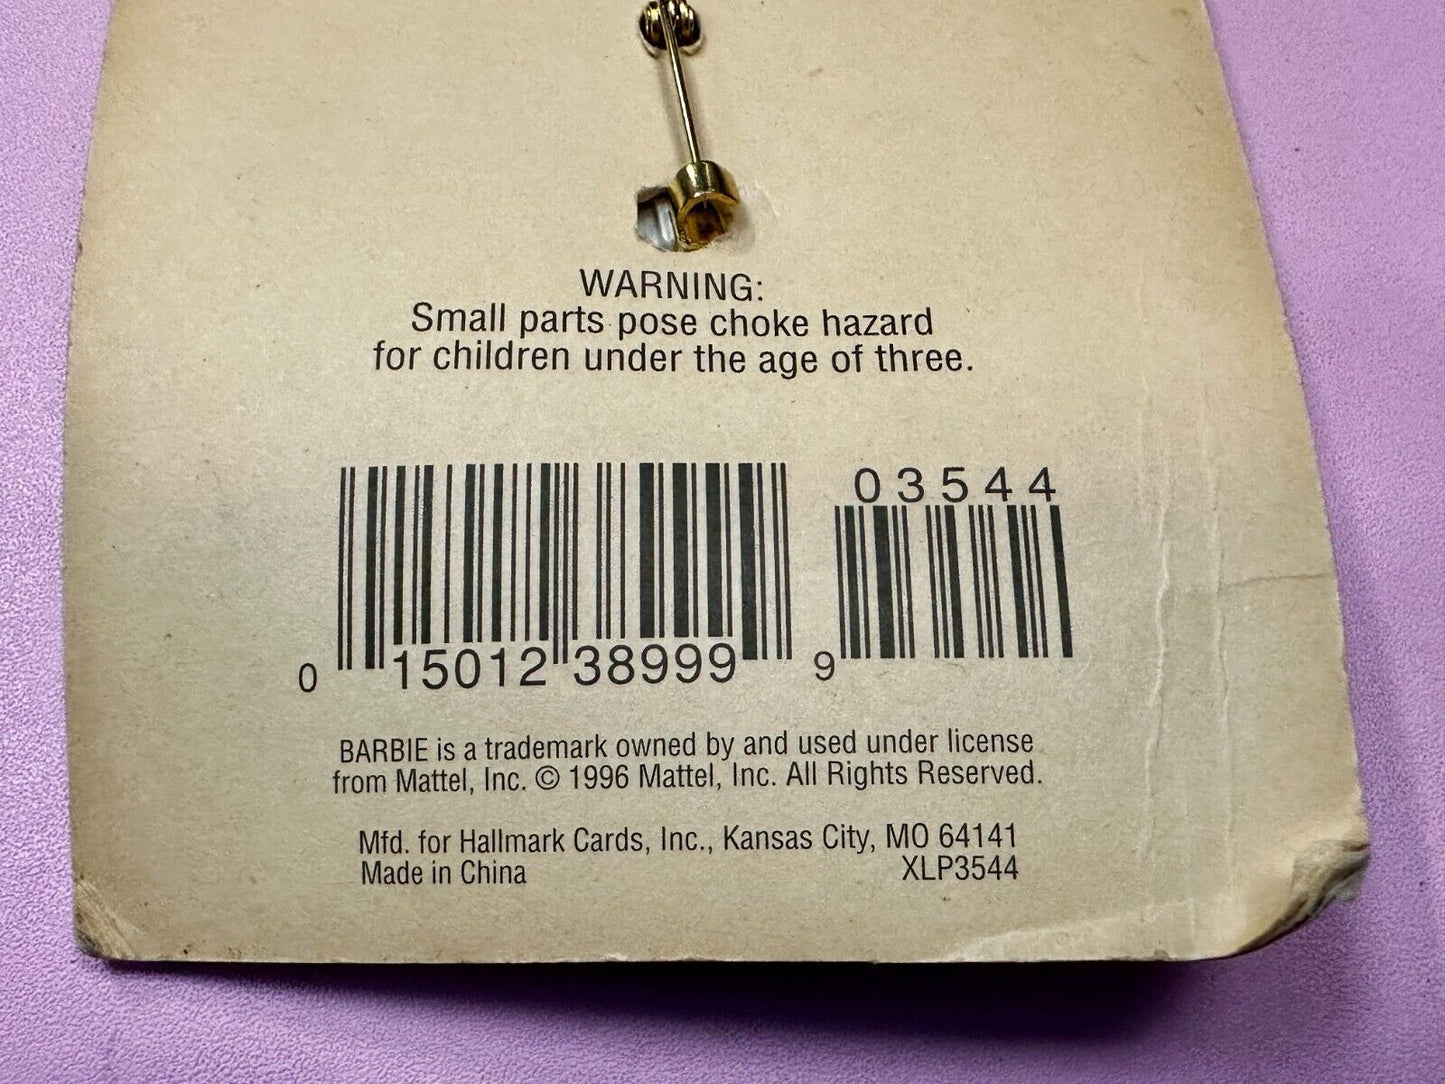 WARNING:
Small parts pose choke hazard
for children under the age of three.
03544
0 15012 38999 9
BARBIE is a trademark owned by and used under license
from Mattel, Inc. © 1996 Mattel, Inc. All Rights Reserved.
Mfd. for Hallmark Cards, Inc., Kansas City, MO 64141
Made in China XLP3544